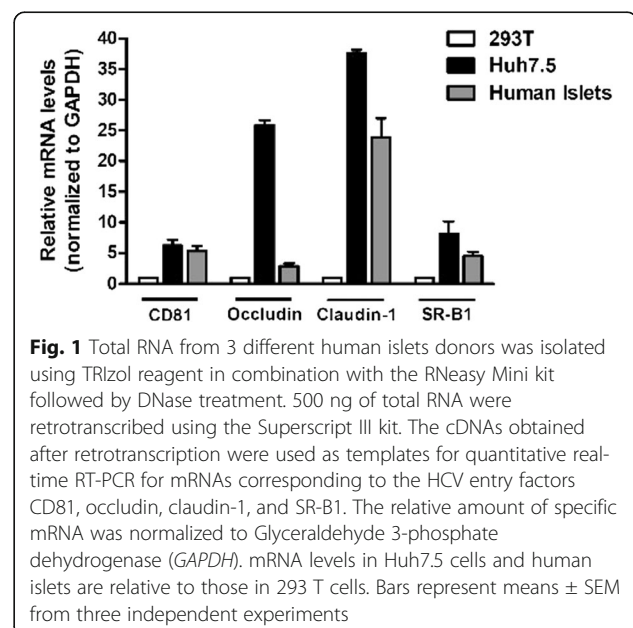 293T
Huh7.5
Human Islets
Relative mRNA levels
(normalized to GAPDH)
40
35
30
25
20
15
10
5
0
CD81 Occludin Claudin-1 SR-B1
Fig. 1 Total RNA from 3 different human islets donors was isolated
using TRIzol reagent in combination with the RNeasy Mini kit
followed by DNase treatment. 500 ng of total RNA were
retrotranscribed using the Superscript III kit. The cDNAs obtained
after retrotranscription were used as templates for quantitative real-
time RT-PCR for mRNAs corresponding to the HCV entry factors
CD81, occludin, claudin-1, and SR-B1. The relative amount of specific
mRNA was normalized to Glyceraldehyde 3-phosphate
dehydrogenase (GAPDH). mRNA levels in Huh7.5 cells and human
islets are relative to those in 293 T cells. Bars represent means ± SEM
from three independent experiments